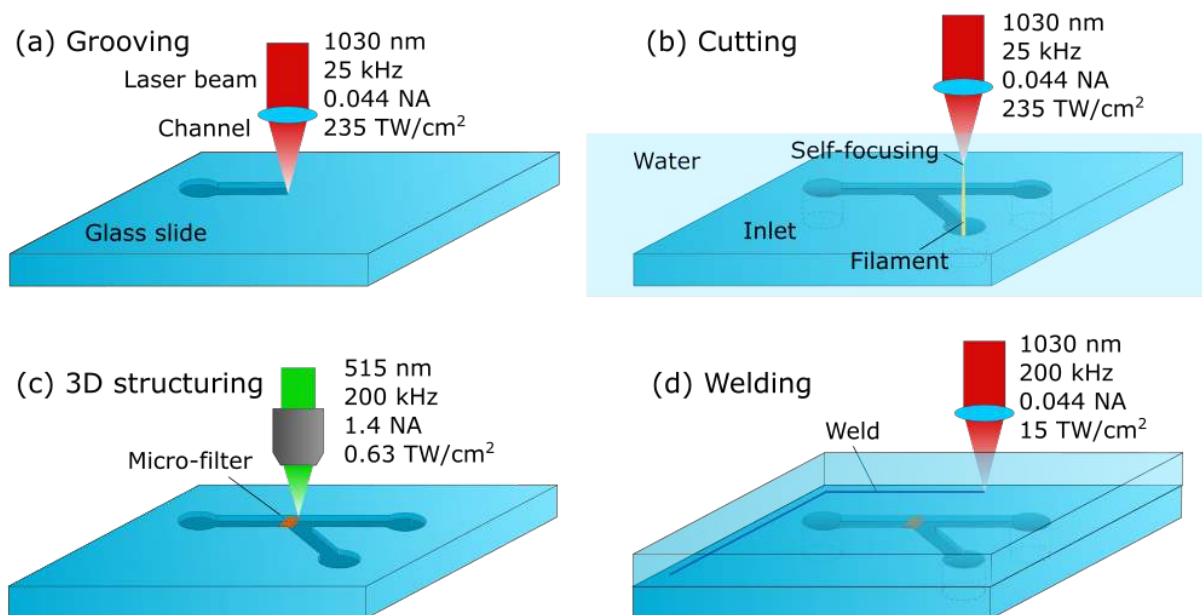 (a) Grooving
1030 nm
25 kHz
0.044 NA
235 TW/cm²
Laser beam
Channel
Glass slide
(b) Cutting
1030 nm
25 kHz
0.044 NA
235 TW/cm²
Water
Self-focusing
Inlet
Filament
(c) 3D structuring
515 nm
200 kHz
1.4 NA
0.63 TW/cm²
Micro-filter
(d) Welding
1030 nm
200 kHz
0.044 NA
15 TW/cm²
Weld